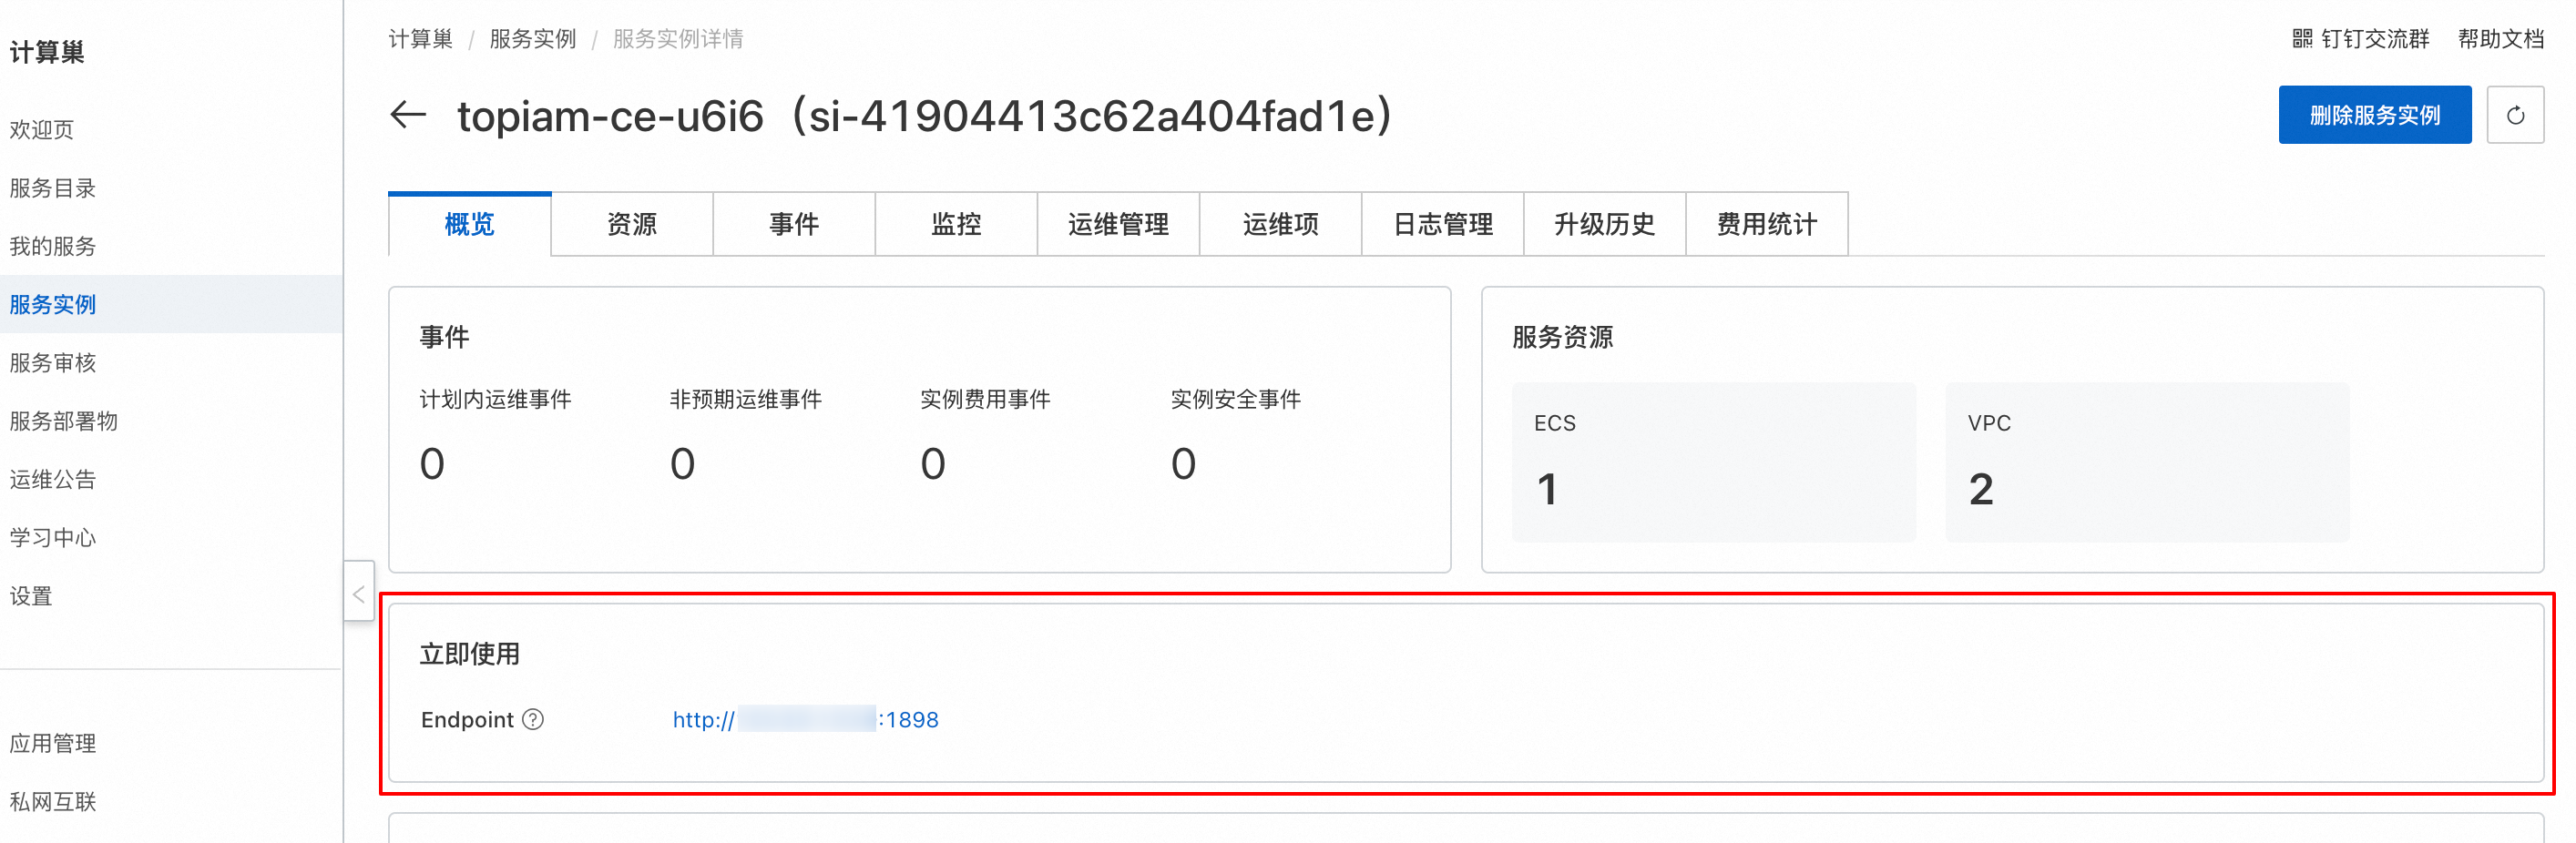 计算巢
欢迎页
服务目录
我的服务
服务实例
服务审核
服务部署物
运维公告
学习中心
设置
应用管理
私网互联
计算巢 / 服务实例 / 服务实例详情
钉钉交流群 帮助文档
topiam-ce-u6i6（si-41904413c62a404fad1e）
删除服务实例
概览 资源 事件 监控 运维管理 运维项 日志管理 升级历史 费用统计
事件
计划内运维事件 非预期运维事件 实例费用事件 实例安全事件
0 0 0 0
服务资源
ECS VPC
1 2
立即使用
Endpoint ? http:// :1898